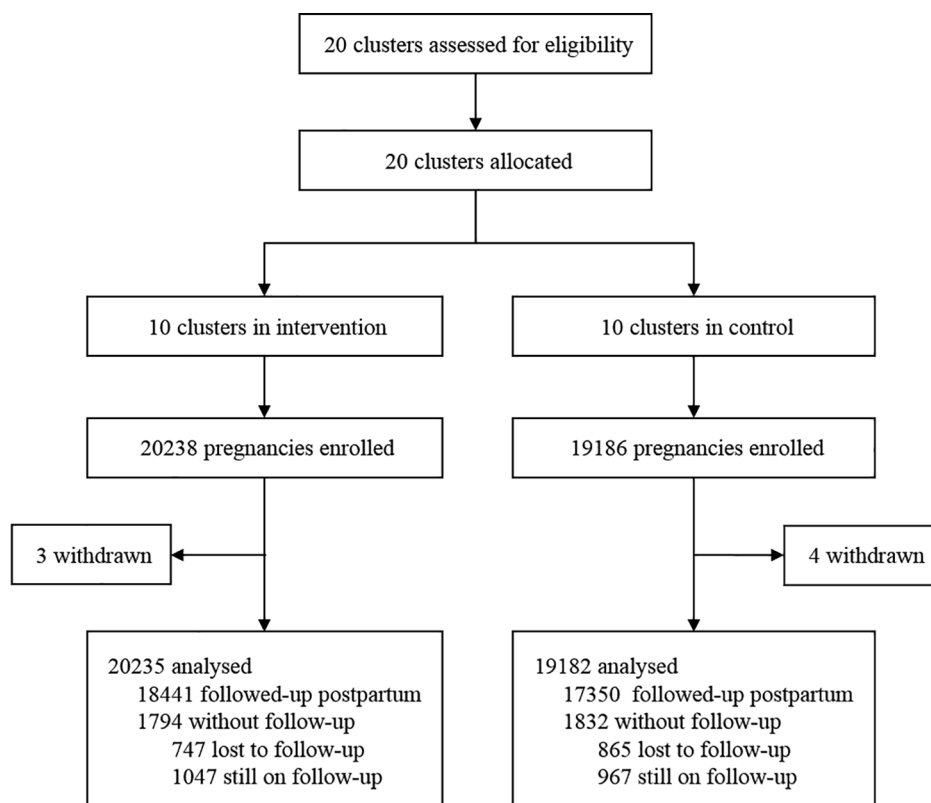 20 clusters assessed for eligibility
20 clusters allocated
10 clusters in intervention
10 clusters in control
20238 pregnancies enrolled
19186 pregnancies enrolled
3 withdrawn
4 withdrawn
20235 analysed
18441 followed-up postpartum
1794 without follow-up
747 lost to follow-up
1047 still on follow-up
19182 analysed
17350 followed-up postpartum
1832 without follow-up
865 lost to follow-up
967 still on follow-up